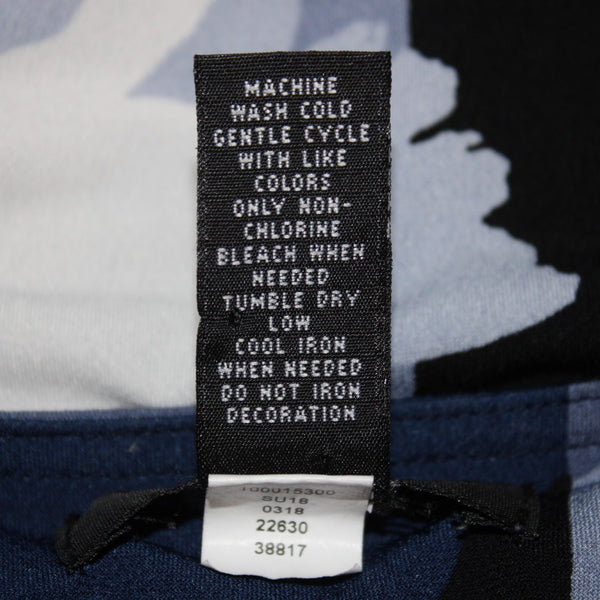 MACHINE
WASH COLD
GENTLE CYCLE
WITH LIKE
COLORS
ONLY NON-
CHLORINE
BLEACH WHEN
NEEDED
TUMBLE DRY
LOW
COOL IRON
WHEN NEEDED
DO NOT IRON
DECORATION
100015300
SU18
0318
22630
38817